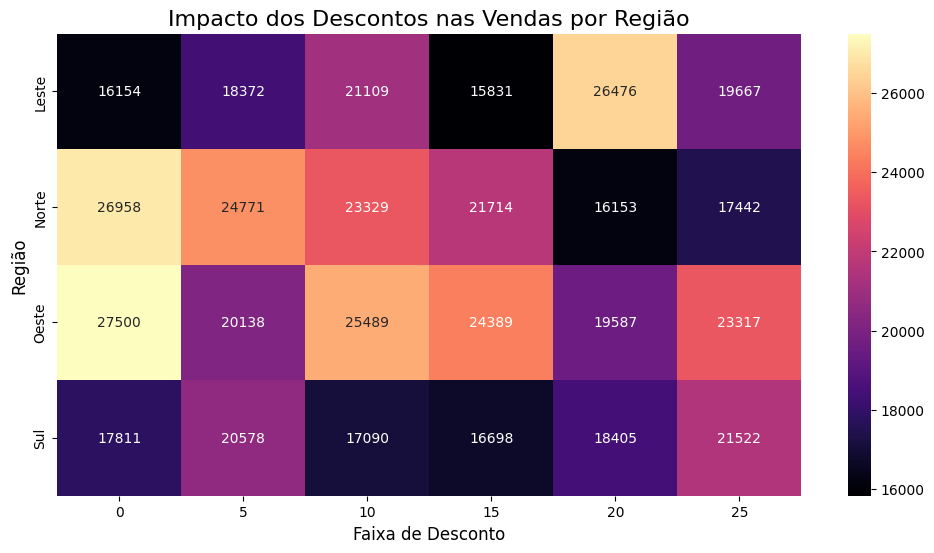 Impacto dos Descontos nas Vendas por Região
Leste
16154 18372 21109 15831 26476 19667
Norte
26958 24771 23329 21714 16153 17442
Oeste
27500 20138 25489 24389 19587 23317
Sul
17811 20578 17090 16698 18405 21522
Região
0 5 10 15 20 25
Faixa de Desconto
26000
24000
22000
20000
18000
16000